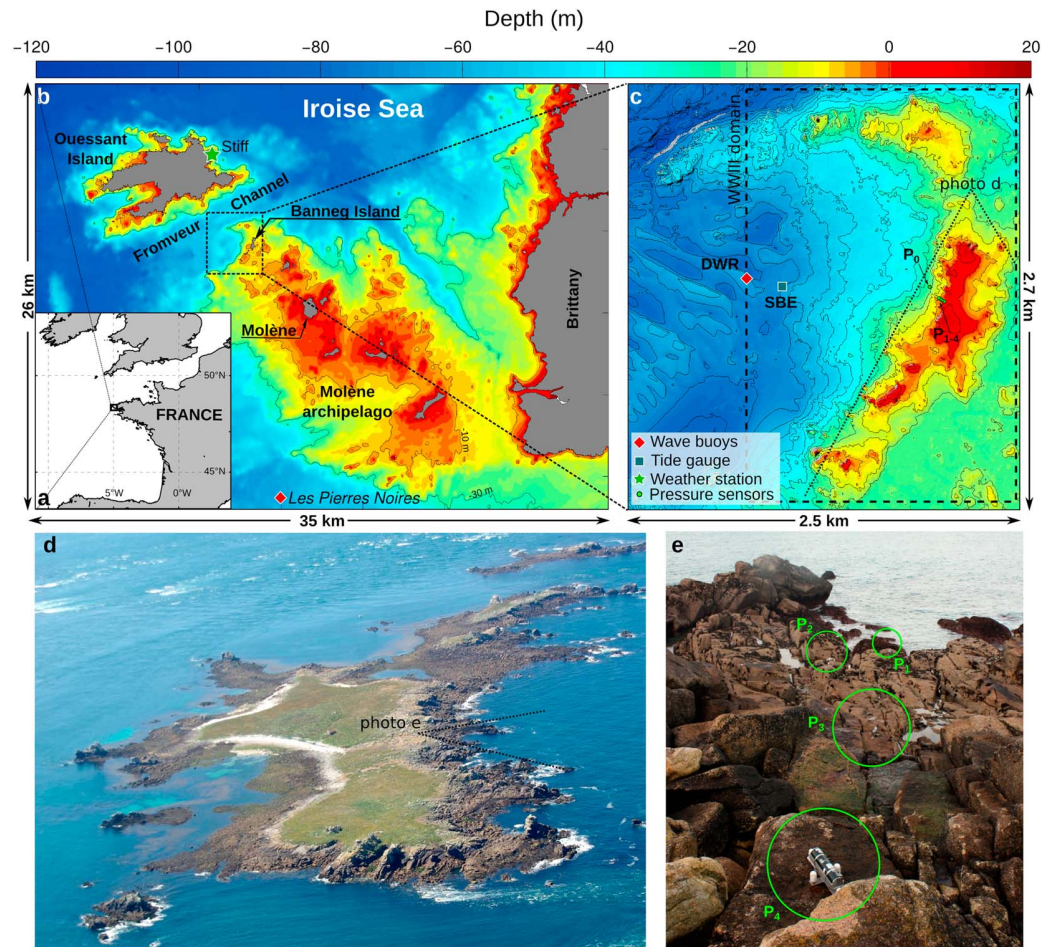 Depth (m)
−120 −100 −80 −60 −40 −20 0 20
b
Iroise Sea
Ouessant
Island
Stiff
Fromveur Channel
Banneg Island
Molène
Molène
archipelago
Brittany
-10 m
-30 m
Les Pierres Noires
26 km
35 km
a
FRANCE
50°N
45°N
5°W
0°W
c
WWIII domain
photo d
DWR
SBE
P0
P1-4
Wave buoys
Tide gauge
Weather station
Pressure sensors
2.7 km
2.5 km
d
photo e
e
P2
P1
P3
P4